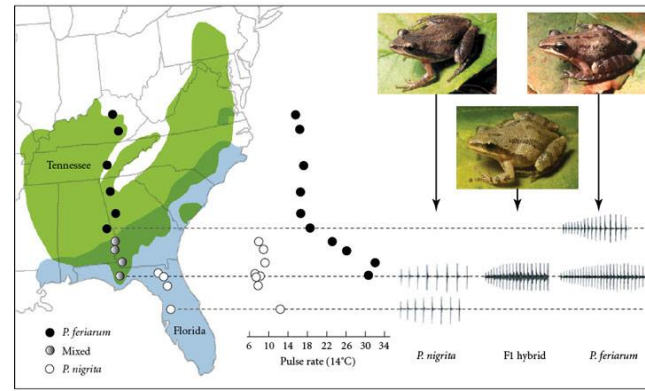 Tennessee
Florida
P. feriarum
Mixed
P. nigrita
6 10 14 18 22 26 30 34
Pulse rate (14°C)
P. nigrita
F1 hybrid
P. feriarum